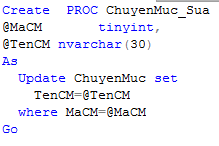 Create  PROC ChuyenMuc_Sua
@MaCM       tinyint,
@TenCM nvarchar(30)
As
  Update ChuyenMuc set
    TenCM=@TenCM
  where MaCM=@MaCM
Go